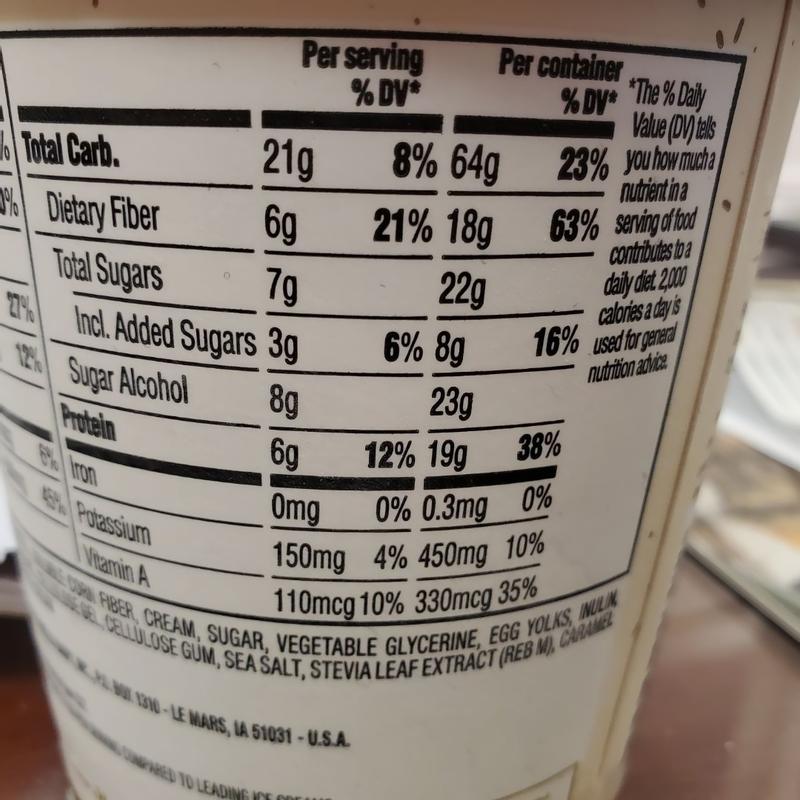 Per serving Per container
% DV* % DV*
Total Carb. 21g 8% 64g 23%
Dietary Fiber 6g 21% 18g 63%
Total Sugars 7g 22g
Incl. Added Sugars 3g 6% 8g 16%
Sugar Alcohol 8g 23g
Protein 6g 12% 19g 38%
Iron 0mg 0% 0.3mg 0%
Potassium 150mg 4% 450mg 10%
Vitamin A 110mcg 10% 330mcg 35%
*The % Daily
Value (DV) tells
you how much a
nutrient in a
serving of food
contributes to a
daily diet. 2,000
calories a day is
used for general
nutrition advice.
27%
12%
6%
45%
CORN FIBER, CREAM, SUGAR, VEGETABLE GLYCERINE, EGG YOLKS, INULIN,
GEL, CELLULOSE GUM, SEA SALT, STEVIA LEAF EXTRACT (REB M), CARAMEL
BOX 1310 - LE MARS, IA 51031 - U.S.A.
COMPARED TO LEADING ICE